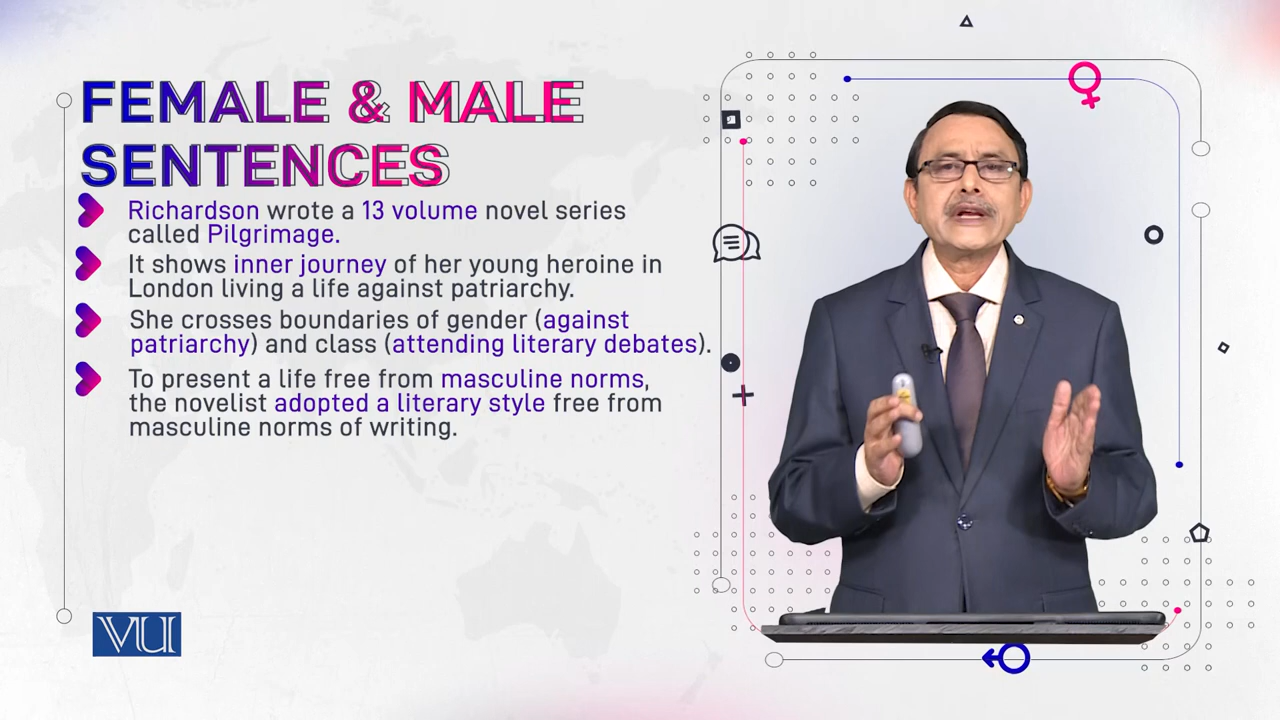 FEMALE & MALE
SENTENCES
Richardson wrote a 13 volume novel series
called Pilgrimage.
It shows inner journey of her young heroine in
London living a life against patriarchy.
She crosses boundaries of gender (against
patriarchy) and class (attending literary debates).
To present a life free from masculine norms,
the novelist adopted a literary style free from
masculine norms of writing.
VU